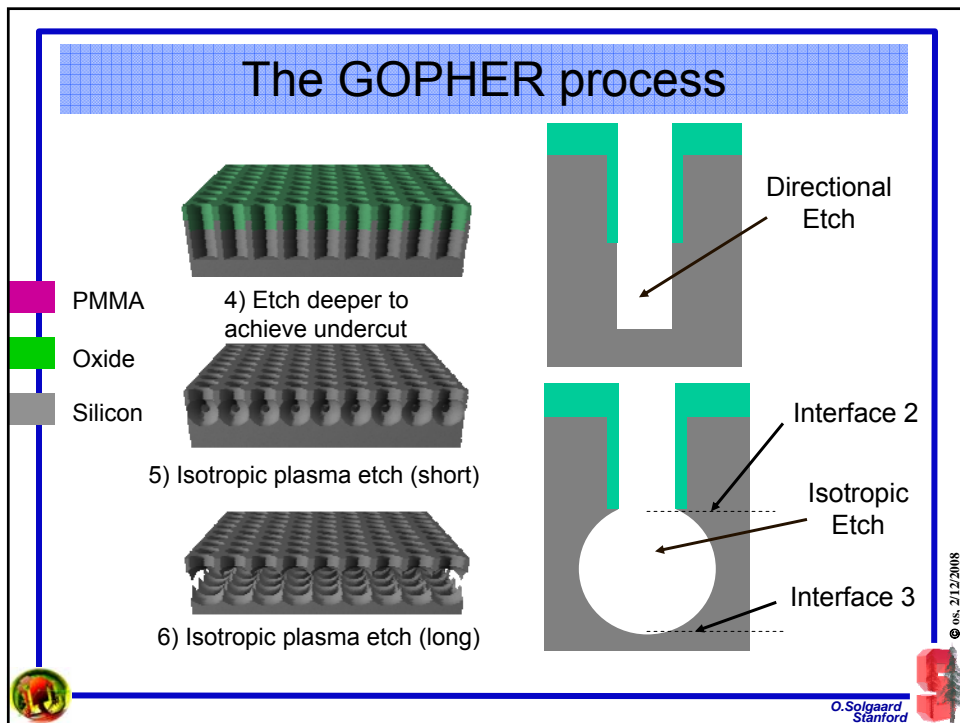 The GOPHER process
PMMA
Oxide
Silicon
4) Etch deeper to
achieve undercut
5) Isotropic plasma etch (short)
6) Isotropic plasma etch (long)
Directional
Etch
Interface 2
Isotropic
Etch
Interface 3
© os, 2/12/2008
O.Solgaard
Stanford